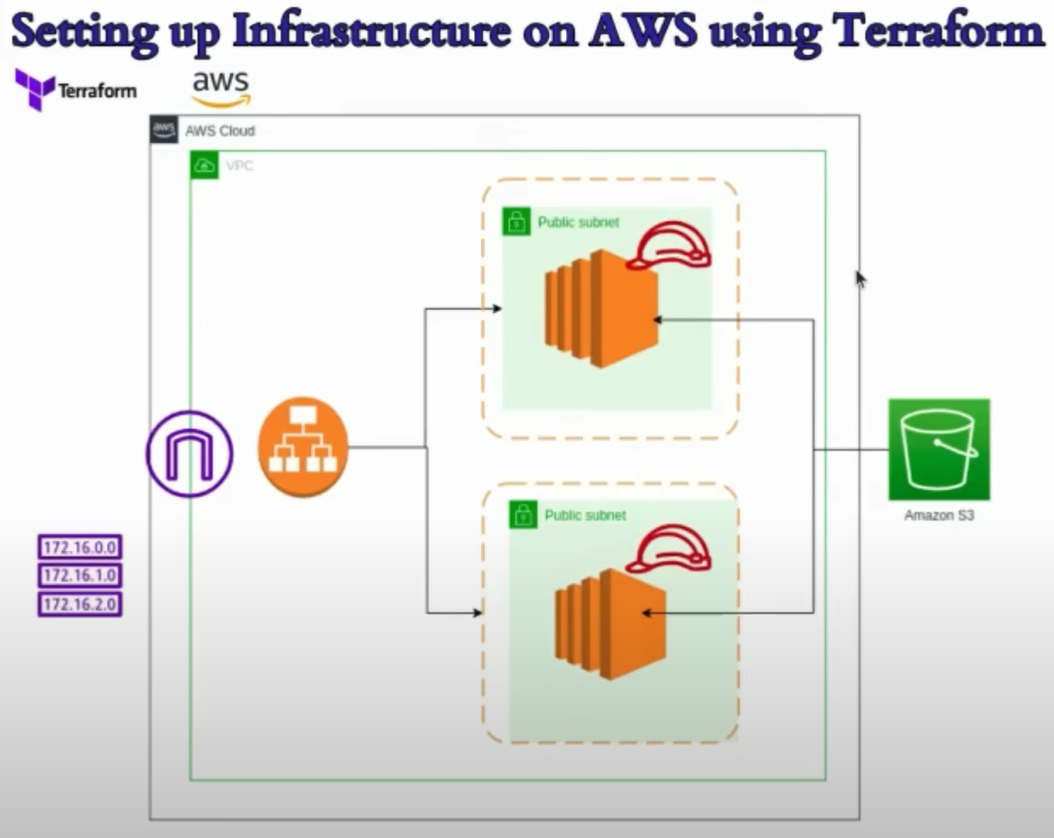 Setting up Infrastructure on AWS using Terraform
Terraform
aws
aws
AWS Cloud
VPC
Public subnet
Public subnet
Amazon S3
172.16.0.0
172.16.1.0
172.16.2.0